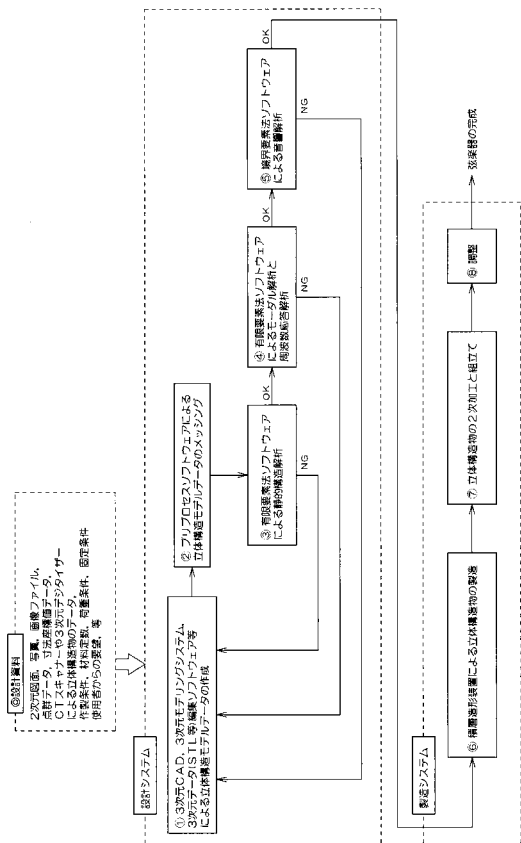 ⓪設計資料
2次元図面、写真、画像ファイル、
点群データ、寸法座標値データ、
CTスキャナーや3次元デジタイザー
による立体構造物のデータ、
作製条件、材料定数、荷重条件、固定条件
使用者からの要望、等
設計システム
① 3次元CAD、3次元モデリングシステム、
3次元データ(STL等)編集ソフトウェア等
による立体構造モデルデータの作成
② プリプロセスソフトウェアによる
立体構造モデルデータのメッシング
③ 有限要素法ソフトウェア
による静的構造解析
OK
NG
④ 有限要素法ソフトウェア
によるモーダル解析と
周波数応答解析
OK
NG
⑤ 境界要素法ソフトウェア
による音響解析
OK
NG
製造システム
⑥ 積層造形装置による立体構造物の製造
⑦ 立体構造物の2次加工と組立て
⑧ 調整
弦楽器の完成